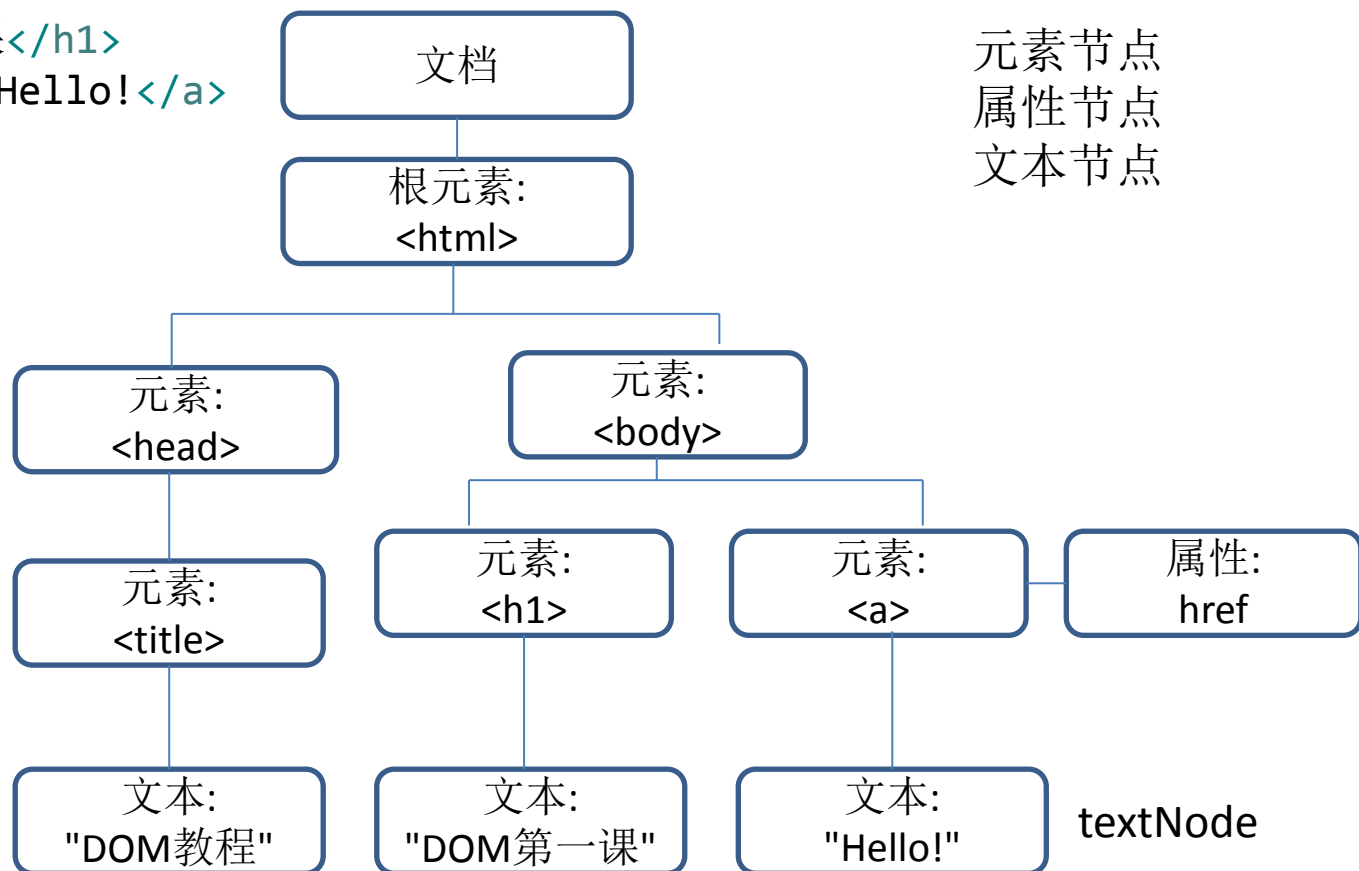 </h1>
Hello!</a>
文档
元素节点
属性节点
文本节点
根元素:
<html>
元素:
<head>
元素:
<body>
元素:
<title>
元素:
<h1>
元素:
<a>
属性:
href
文本:
"DOM教程"
文本:
"DOM第一课"
文本:
"Hello!"
textNode